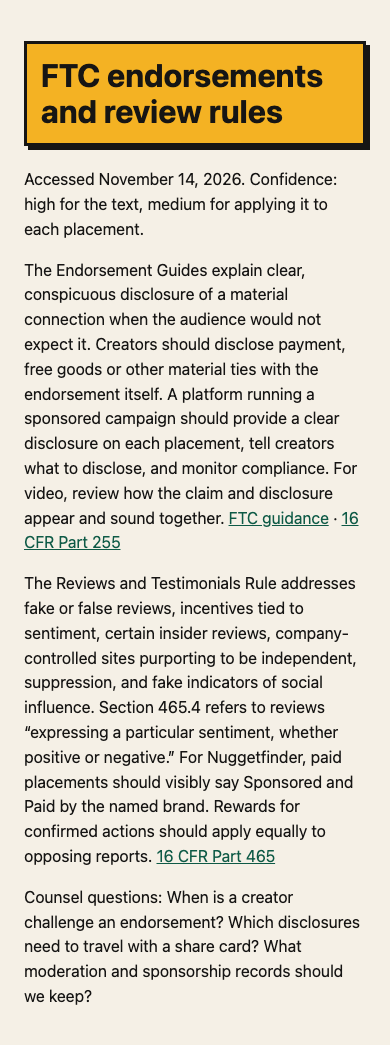 FTC endorsements
and review rules
Accessed November 14, 2026. Confidence:
high for the text, medium for applying it to
each placement.
The Endorsement Guides explain clear,
conspicuous disclosure of a material
connection when the audience would not
expect it. Creators should disclose payment,
free goods or other material ties with the
endorsement itself. A platform running a
sponsored campaign should provide a clear
disclosure on each placement, tell creators
what to disclose, and monitor compliance. For
video, review how the claim and disclosure
appear and sound together. FTC guidance · 16
CFR Part 255
The Reviews and Testimonials Rule addresses
fake or false reviews, incentives tied to
sentiment, certain insider reviews, company-
controlled sites purporting to be independent,
suppression, and fake indicators of social
influence. Section 465.4 refers to reviews
“expressing a particular sentiment, whether
positive or negative.” For Nuggetfinder, paid
placements should visibly say Sponsored and
Paid by the named brand. Rewards for
confirmed actions should apply equally to
opposing reports. 16 CFR Part 465
Counsel questions: When is a creator
challenge an endorsement? Which disclosures
need to travel with a share card? What
moderation and sponsorship records should
we keep?